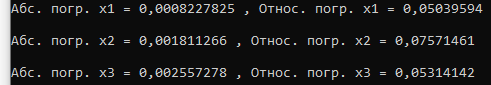 Абс. погр. x1 = 0,0008227825 , Относ. погр. x1 = 0,05039594
Абс. погр. x2 = 0,001811266 , Относ. погр. x2 = 0,07571461
Абс. погр. x3 = 0,002557278 , Относ. погр. x3 = 0,05314142